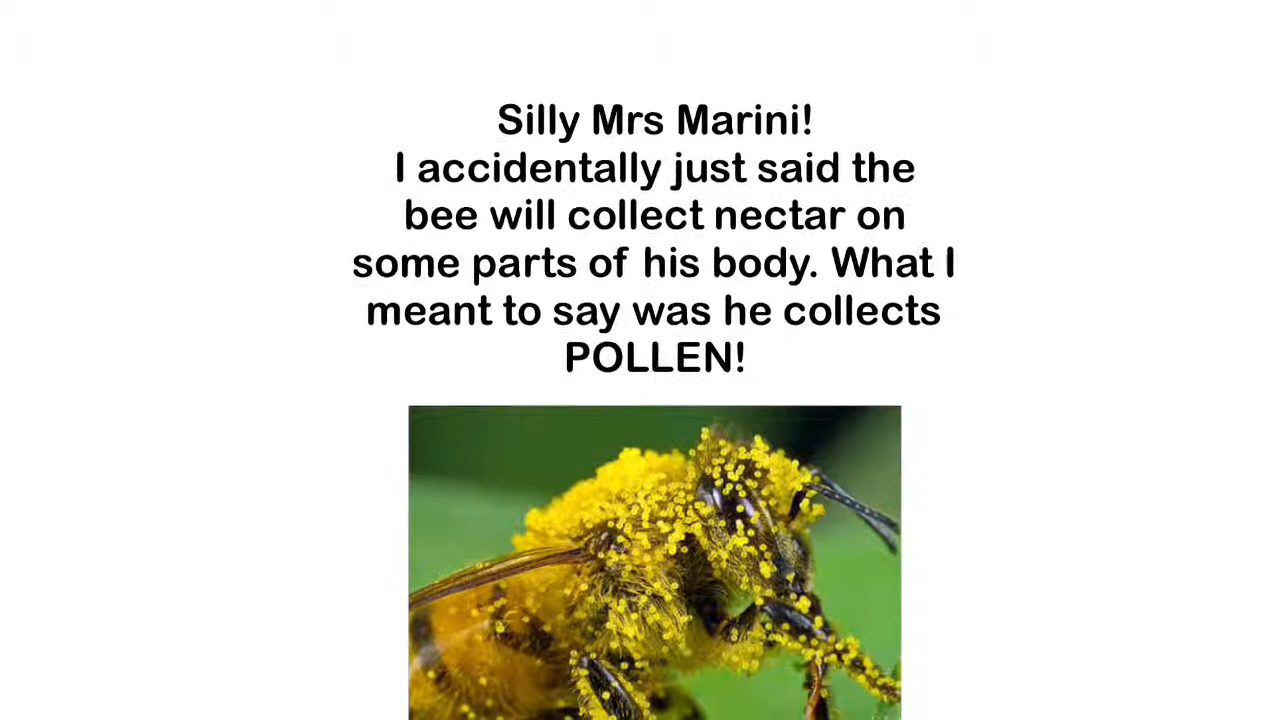 Silly Mrs Marini!
I accidentally just said the
bee will collect nectar on
some parts of his body. What I
meant to say was he collects
POLLEN!